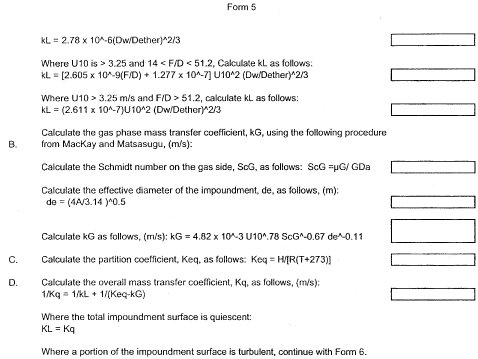 Form 5
kL = 2.78 x 10^-6(Dw/Dether)^2/3
Where U10 is > 3.25 and 14 < F/D < 51.2, Calculate kL as follows:
kL = [2.605 x 10^-9(F/D) + 1.277 x 10^-7] U10^2 (Dw/Dether)^2/3
Where U10 > 3.25 m/s and F/D > 51.2, calculate kL as follows:
kL = (2.611 x 10^-7)U10^2 (Dw/Dether)^2/3
Calculate the gas phase mass transfer coefficient, kG, using the following procedure
B. from MacKay and Matsasugu, (m/s):
Calculate the Schmidt number on the gas side, ScG, as follows: ScG =μG/ GDa
Calculate the effective diameter of the impoundment, de, as follows, (m):
de = (4A/3.14 )^0.5
Calculate kG as follows, (m/s): kG = 4.82 x 10^-3 U10^.78 ScG^-0.67 de^-0.11
C. Calculate the partition coefficient, Keq, as follows: Keq = H/[R(T+273)]
D. Calculate the overall mass transfer coefficient, Kq, as follows, (m/s):
1/Kq = 1/kL + 1/(Keq-kG)
Where the total impoundment surface is quiescent:
KL = Kq
Where a portion of the impoundment surface is turbulent, continue with Form 6.